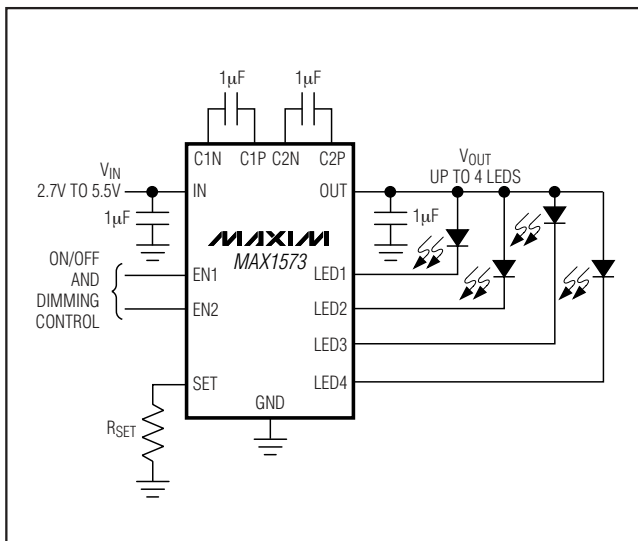 1μF 1μF
C1N C1P C2N C2P
VIN
2.7V TO 5.5V
IN
OUT
VOUT
UP TO 4 LEDS
1μF
1μF
MAXIM
MAX1573
ON/OFF
AND
DIMMING
CONTROL
EN1
EN2
LED1
LED2
LED3
LED4
SET
GND
RSET